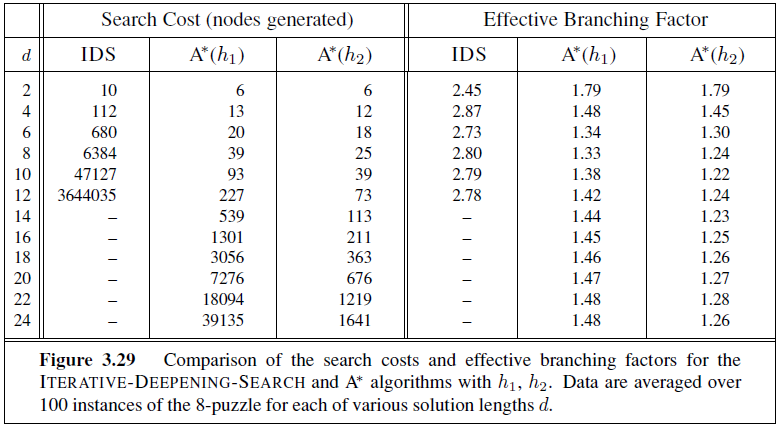 Search Cost (nodes generated) Effective Branching Factor
d IDS A*(h1) A*(h2) IDS A*(h1) A*(h2)
2 10 6 6 2.45 1.79 1.79
4 112 13 12 2.87 1.48 1.45
6 680 20 18 2.73 1.34 1.30
8 6384 39 25 2.80 1.33 1.24
10 47127 93 39 2.79 1.38 1.22
12 3644035 227 73 2.78 1.42 1.24
14 – 539 113 – 1.44 1.23
16 – 1301 211 – 1.45 1.25
18 – 3056 363 – 1.46 1.26
20 – 7276 676 – 1.47 1.27
22 – 18094 1219 – 1.48 1.28
24 – 39135 1641 – 1.48 1.26
Figure 3.29 Comparison of the search costs and effective branching factors for the
ITERATIVE-DEEPENING-SEARCH and A* algorithms with h1, h2. Data are averaged over
100 instances of the 8-puzzle for each of various solution lengths d.